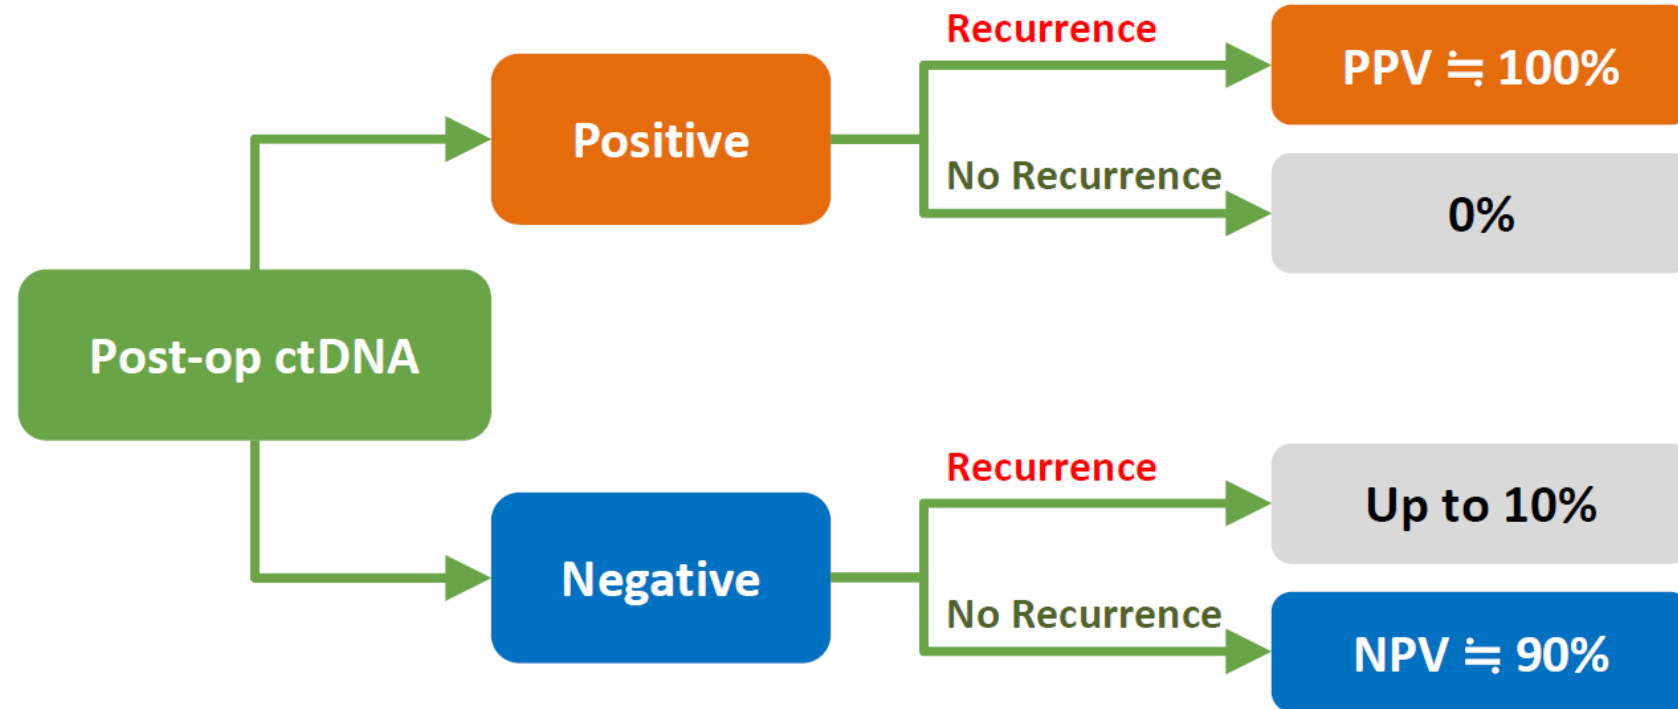 Post-op ctDNA
Positive
Recurrence
PPV ≒ 100%
No Recurrence
0%
Negative
Recurrence
Up to 10%
No Recurrence
NPV ≒ 90%